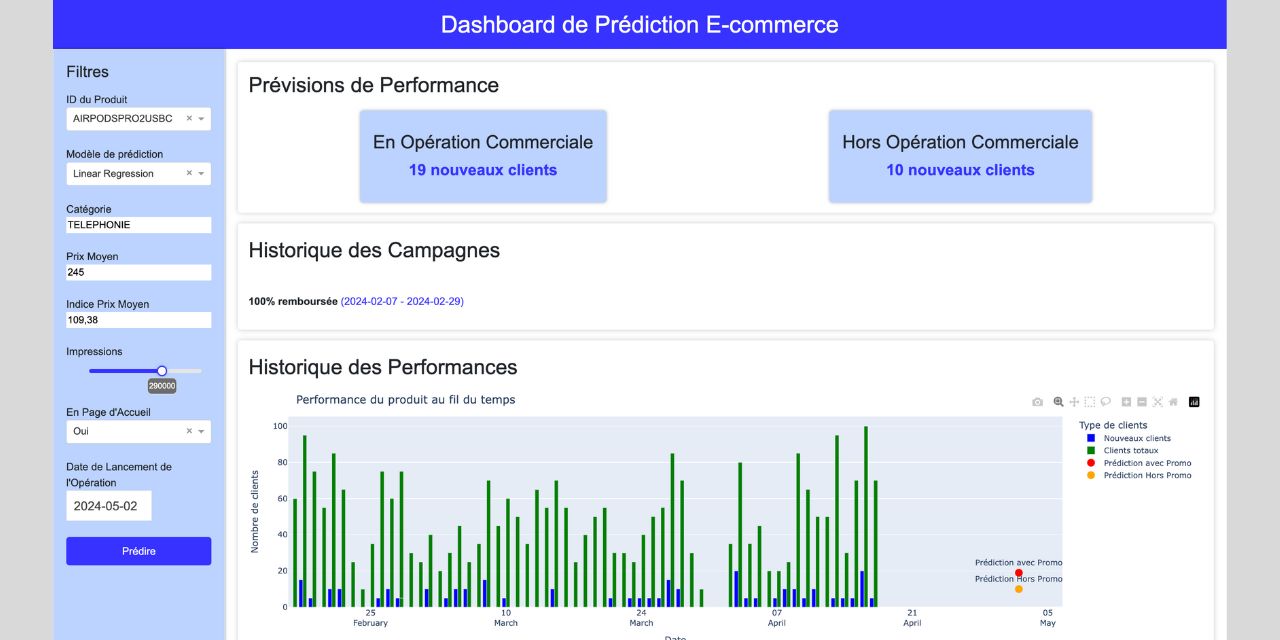 Dashboard de Prédiction E-commerce
Filtres
ID du Produit
AIRPODSPRO2USBC
Modèle de prédiction
Linear Regression
Catégorie
TELEPHONIE
Prix Moyen
245
Indice Prix Moyen
109,38
Impressions
290000
En Page d'Accueil
Oui
Date de Lancement de
l'Opération
2024-05-02
Prédire
Prévisions de Performance
En Opération Commerciale
19 nouveaux clients
Hors Opération Commerciale
10 nouveaux clients
Historique des Campagnes
100% remboursée (2024-02-07 - 2024-02-29)
Historique des Performances
Performance du produit au fil du temps
Nombre de clients
100
80
60
40
20
0
Prédiction avec Promo
Prédiction Hors Promo
25 10 24 07 21 05
February March March April April May
Date
Type de clients
Nouveaux clients
Clients totaux
Prédiction avec Promo
Prédiction Hors Promo